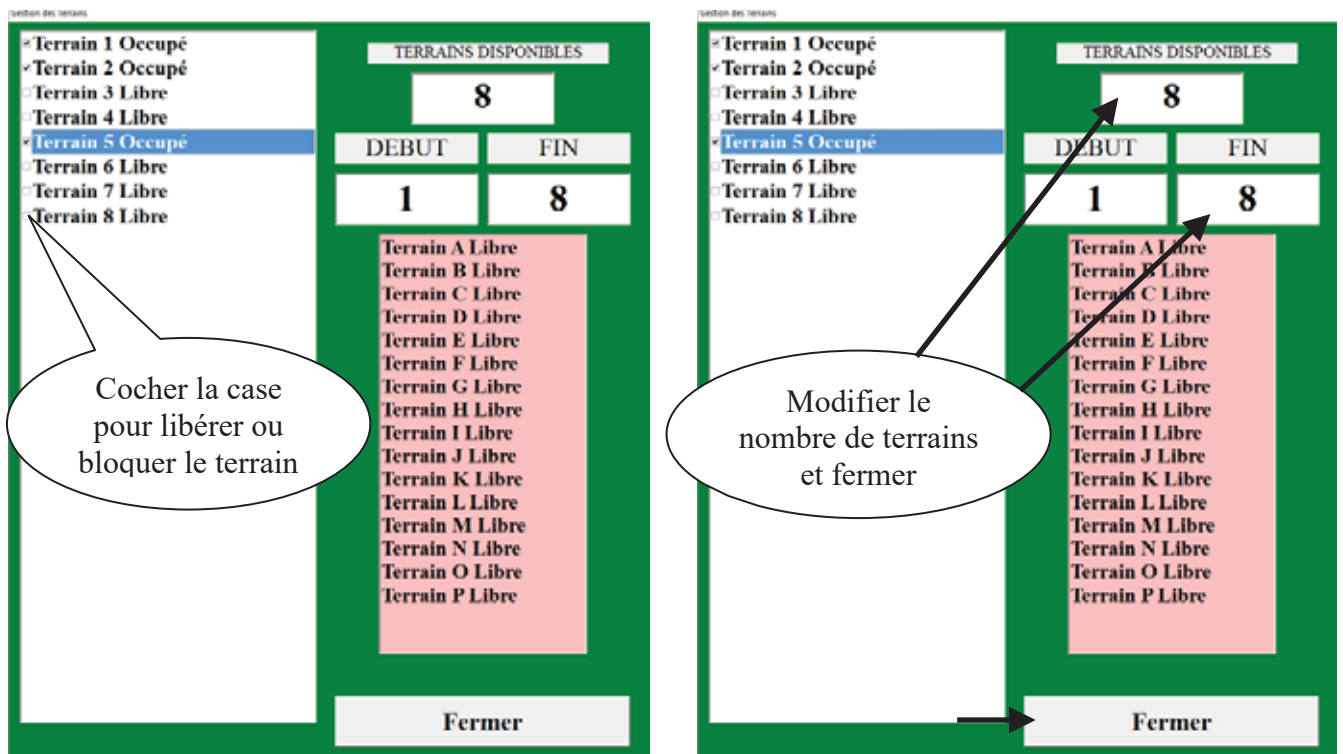 Gestion des Terrains
Terrain 1 Occupé
Terrain 2 Occupé
Terrain 3 Libre
Terrain 4 Libre
Terrain 5 Occupé
Terrain 6 Libre
Terrain 7 Libre
Terrain 8 Libre
TERRAINS DISPONIBLES
8
DEBUT FIN
1 8
Terrain A Libre
Terrain B Libre
Terrain C Libre
Terrain D Libre
Terrain E Libre
Terrain F Libre
Terrain G Libre
Terrain H Libre
Terrain I Libre
Terrain J Libre
Terrain K Libre
Terrain L Libre
Terrain M Libre
Terrain N Libre
Terrain O Libre
Terrain P Libre
Cocher la case
pour libérer ou
bloquer le terrain
Fermer
Gestion des Terrains
Terrain 1 Occupé
Terrain 2 Occupé
Terrain 3 Libre
Terrain 4 Libre
Terrain 5 Occupé
Terrain 6 Libre
Terrain 7 Libre
Terrain 8 Libre
TERRAINS DISPONIBLES
8
DEBUT FIN
1 8
Terrain A Libre
Terrain B Libre
Terrain C Libre
Terrain D Libre
Terrain E Libre
Terrain F Libre
Terrain G Libre
Terrain H Libre
Terrain I Libre
Terrain J Libre
Terrain K Libre
Terrain L Libre
Terrain M Libre
Terrain N Libre
Terrain O Libre
Terrain P Libre
Modifier le
nombre de terrains
et fermer
Fermer